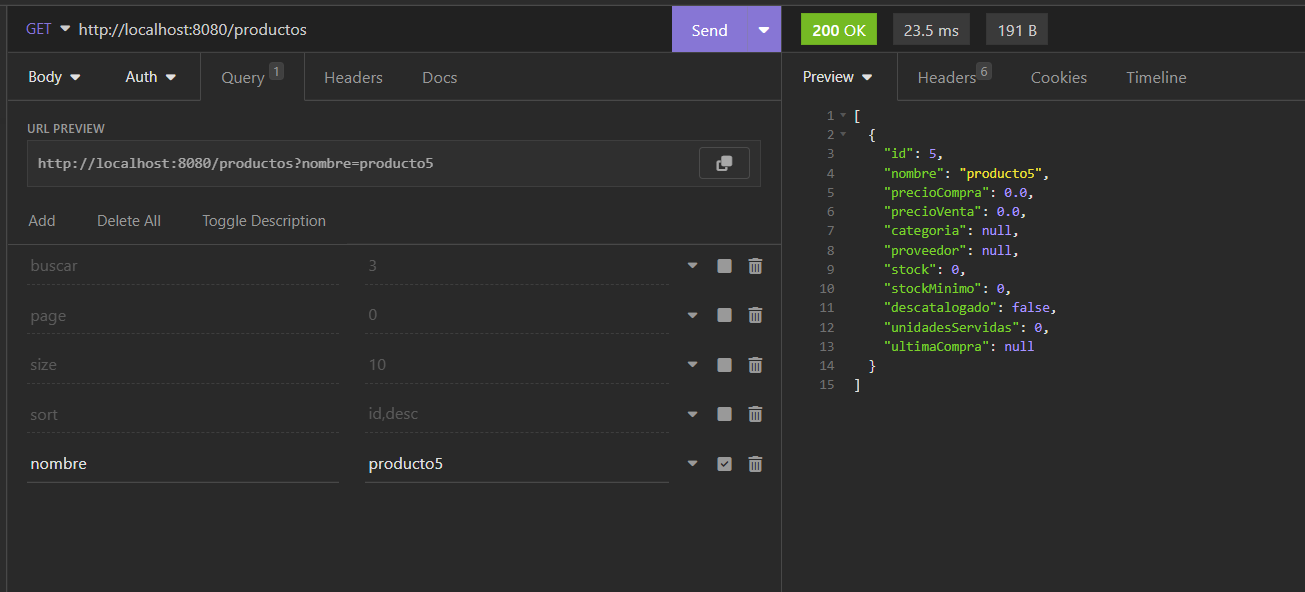 GET http://localhost:8080/productos Send
Body Auth Query 1 Headers Docs
URL PREVIEW
http://localhost:8080/productos?nombre=producto5
Add Delete All Toggle Description
buscar 3
page 0
size 10
sort id,desc
nombre producto5
200 OK 23.5 ms 191 B
Preview Headers 6 Cookies Timeline
1 [
2 {
3 "id": 5,
4 "nombre": "producto5",
5 "precioCompra": 0.0,
6 "precioVenta": 0.0,
7 "categoria": null,
8 "proveedor": null,
9 "stock": 0,
10 "stockMinimo": 0,
11 "descatalogado": false,
12 "unidadesServidas": 0,
13 "ultimaCompra": null
14 }
15 ]